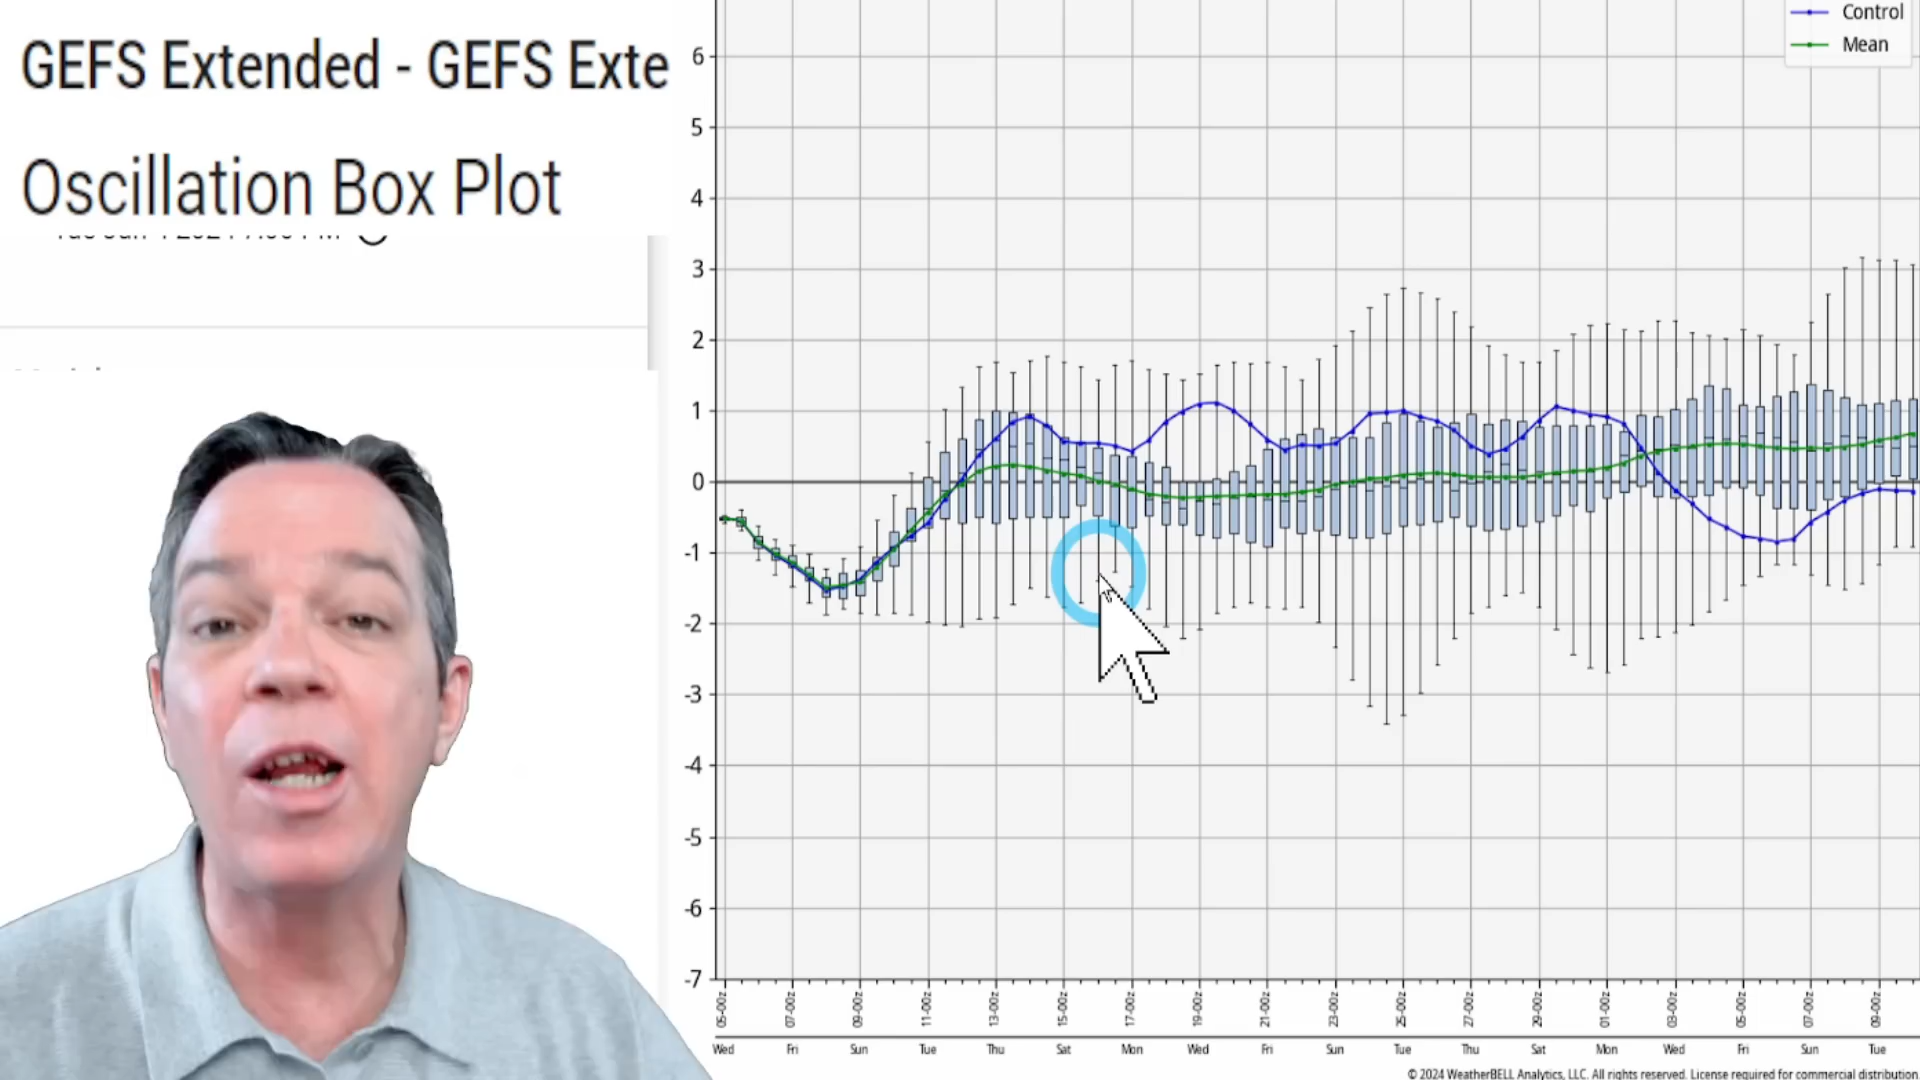 GEFS Extended - GEFS Exte
Oscillation Box Plot
Control
Mean
6
5
4
3
2
1
0
-1
-2
-3
-4
-5
-6
-7
05-00z 07-00z 09-00z 11-00z 13-00z 15-00z 17-00z 19-00z 21-00z 23-00z 25-00z 27-00z 29-00z 01-00z 03-00z 05-00z 07-00z 09-00z
Wed Fri Sun Tue Thu Sat Mon Wed Fri Sun Tue Thu Sat Mon Wed Fri Sun Tue
© 2024 WeatherBELL Analytics, LLC. All rights reserved. License required for commercial distribution.